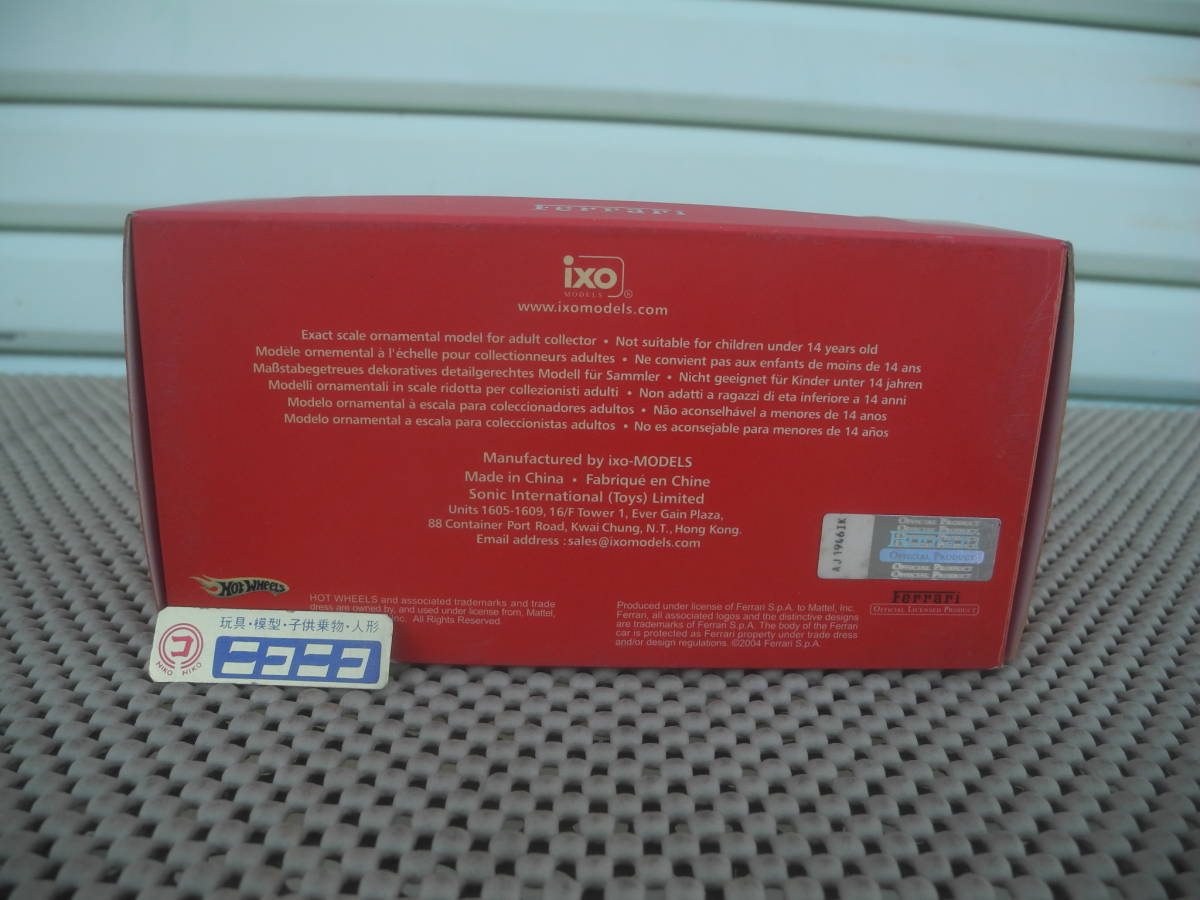 Ferrari
ixo
MODELS ®
www.ixomodels.com
Exact scale ornamental model for adult collector • Not suitable for children under 14 years old
Modèle ornemental à l'échelle pour collectionneurs adultes • Ne convient pas aux enfants de moins de 14 ans
Maßstabegetreues dekoratives detailgerechtes Modell für Sammler • Nicht geeignet für Kinder unter 14 jahren
Modelli ornamentali in scale ridotta per collezionisti adulti • Non adatti a ragazzi di eta inferiore a 14 anni
Modelo ornamental à escala para coleccionadores adultos • Não aconselhável a menores de 14 anos
Modelo ornamental a escala para coleccionistas adultos • No es aconsejable para menores de 14 años
Manufactured by ixo-MODELS
Made in China • Fabriqué en Chine
Sonic International (Toys) Limited
Units 1605-1609, 16/F Tower 1, Ever Gain Plaza,
88 Container Port Road, Kwai Chung, N.T., Hong Kong.
Email address :sales@ixomodels.com
AJ 19461K
OFFICIAL PRODUCT
OFFICIAL PRODUCT
OFFICIAL PRODUCT
OFFICIAL PRODUCT
OFFICIAL PRODUCT
Ferrari
OFFICIAL LICENSED PRODUCT
HOT WHEELS
HOT WHEELS and associated trademarks and trade
dress are owned by, and used under license from, Mattel,
Inc. All Rights Reserved.
Produced under license of Ferrari S.p.A. to Mattel, Inc.
Ferrari, all associated logos and the distinctive designs
are trademarks of Ferrari S.p.A. The body of the Ferrari
car is protected as Ferrari property under trade dress
and/or design regulations. ©2004 Ferrari S.p.A.
玩具・模型・子供乗物・人形
コ
NIKO NIKO
ニコニコ